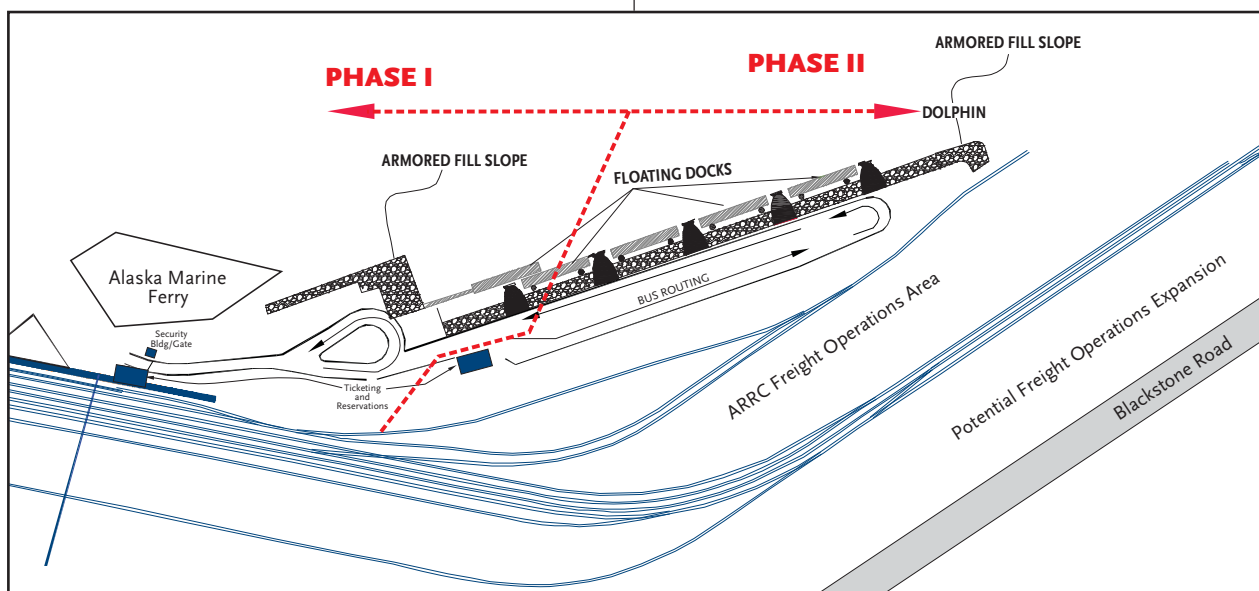 PHASE I
PHASE II
ARMORED FILL SLOPE
DOLPHIN
ARMORED FILL SLOPE
FLOATING DOCKS
Alaska Marine
Ferry
BUS ROUTING
Security
Bldg/Gate
Ticketing
and
Reservations
ARRC Freight Operations Area
Potential Freight Operations Expansion
Blackstone Road